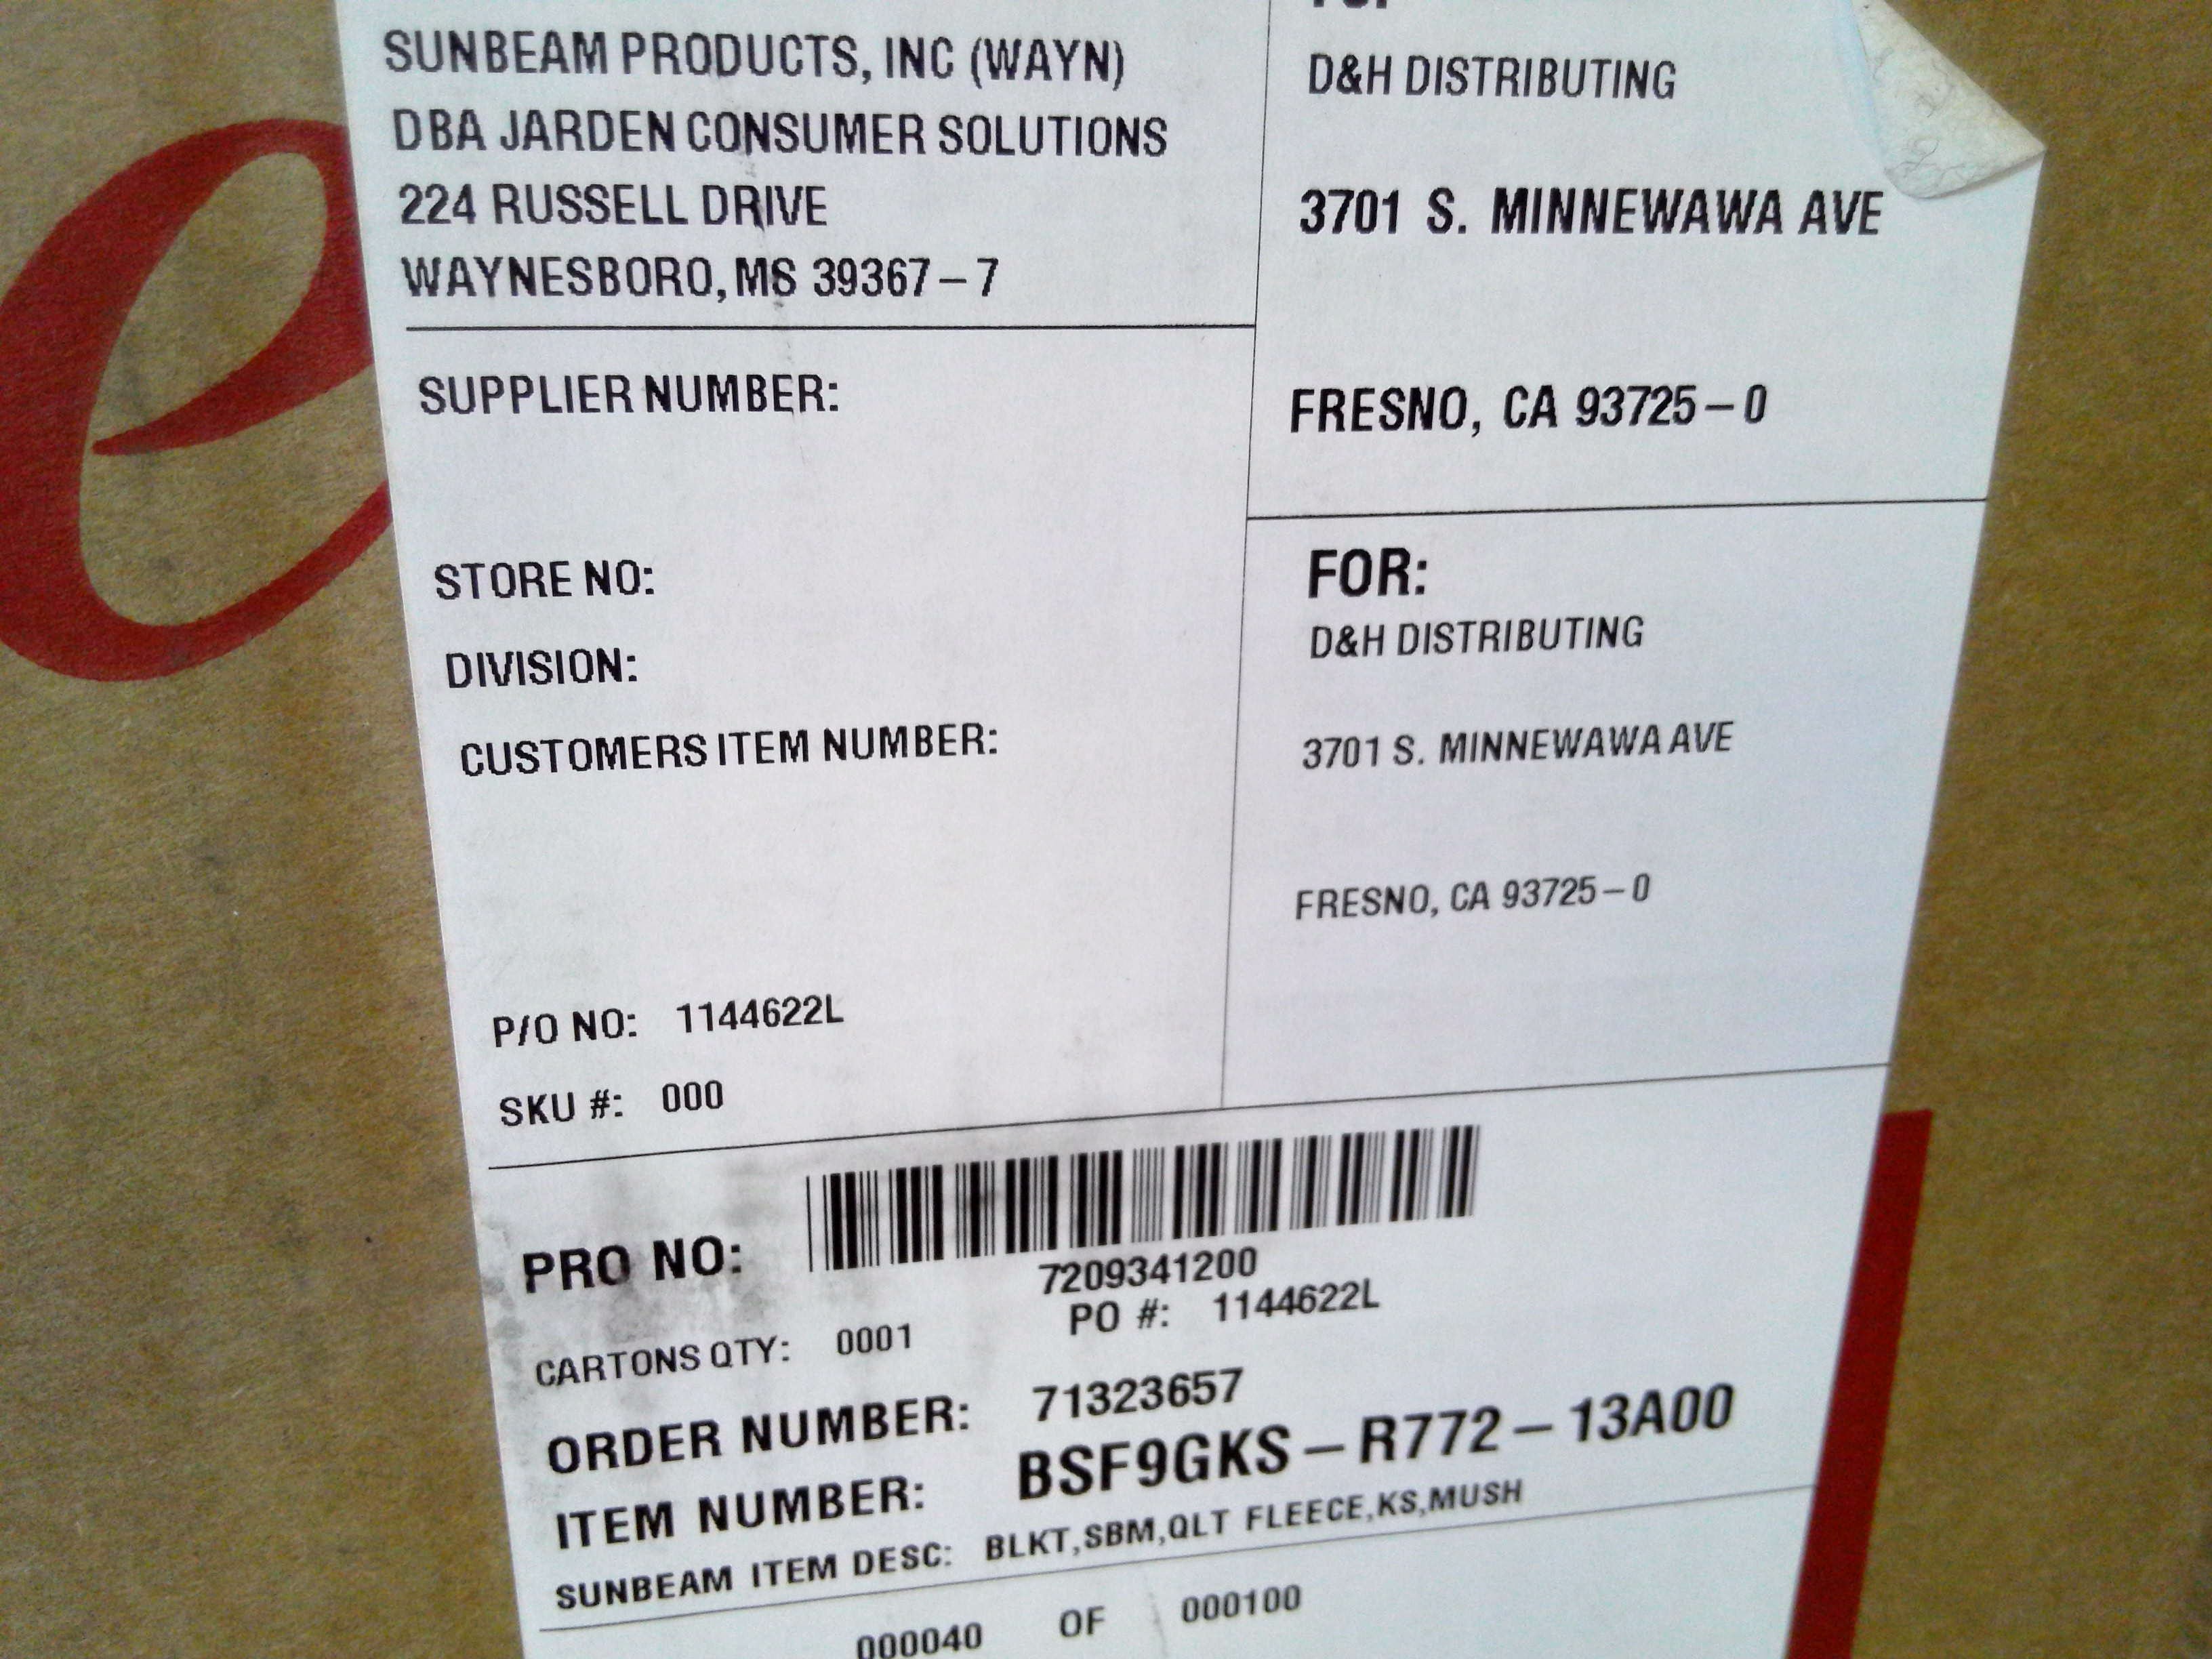 SUNBEAM PRODUCTS, INC (WAYN)
DBA JARDEN CONSUMER SOLUTIONS
224 RUSSELL DRIVE
WAYNESBORO, MS 39367-7
D&H DISTRIBUTING
3701 S. MINNEWAWA AVE
FRESNO, CA 93725-0
SUPPLIER NUMBER:
STORE NO:
DIVISION:
CUSTOMERS ITEM NUMBER:
P/O NO: 1144622L
SKU #: 000
FOR:
D&H DISTRIBUTING
3701 S. MINNEWAWA AVE
FRESNO, CA 93725-0
PRO NO:
7209341200
CARTONS QTY: 0001 PO #: 1144622L
ORDER NUMBER: 71323657
ITEM NUMBER: BSF9GKS-R772-13A00
SUNBEAM ITEM DESC: BLKT,SBM,QLT FLEECE,KS,MUSH
000040 OF 000100
e